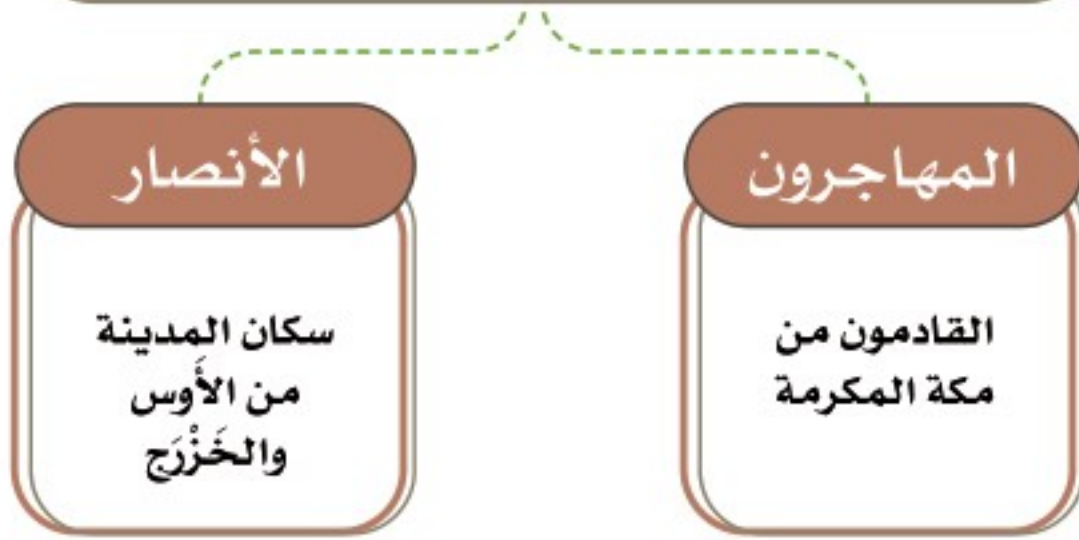 المهاجرون
القادمون من
مكة المكرمة
الأنصار
سكان المدينة
من الأَوس
والخَزْرَج